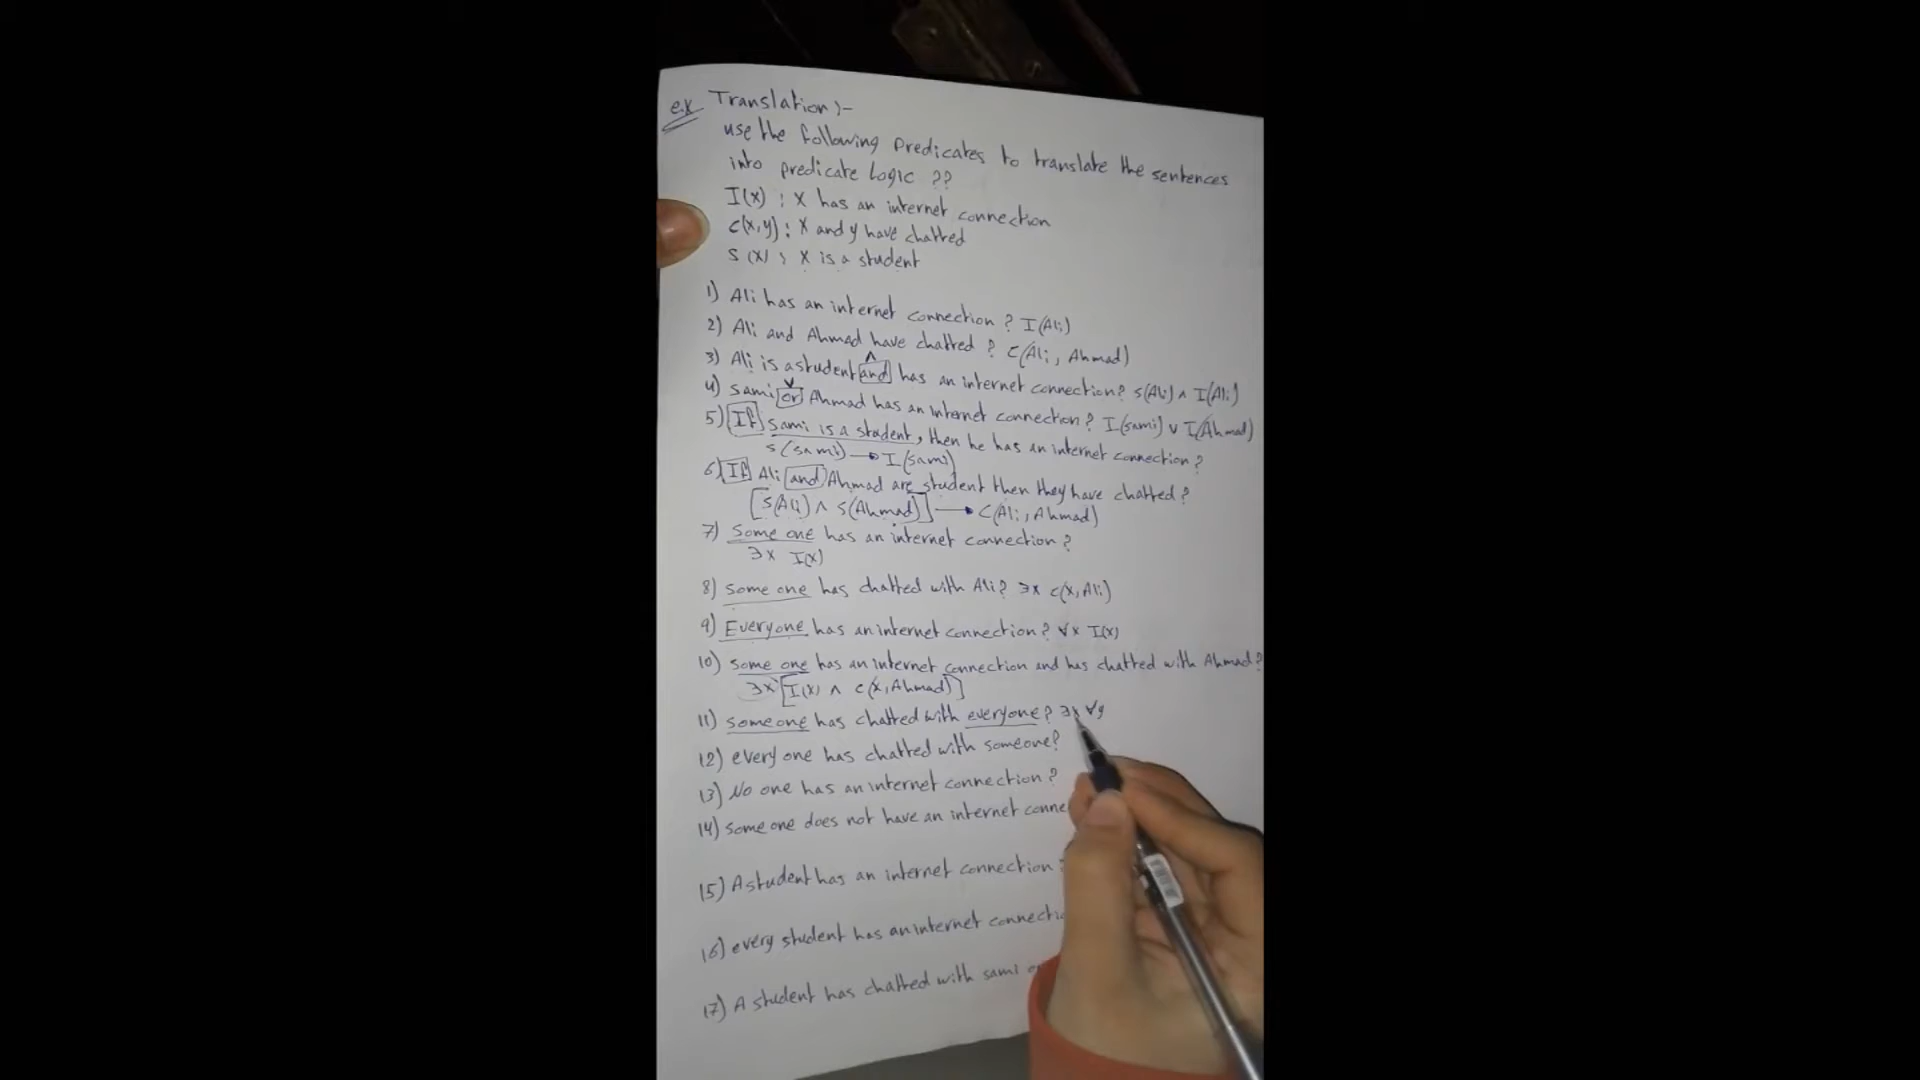 e.x Translation:-
use the following predicates to translate the sentences
into predicate logic ??
I(x) : x has an internet connection
c(x,y) : x and y have chatted
S(x) : x is a student
1) Ali has an internet connection? I(Ali)
2) Ali and Ahmad have chatted? C(Ali, Ahmad)
∧
3) Ali is a student and has an internet connection? S(Ali) ∧ I(Ali)
∨
4) Sami or Ahmad has an internet connection? I(sami) ∨ I(Ahmad)
5) If Sami is a student, then he has an internet connection?
S(sami) → I(sami)
6) If Ali and Ahmad are student then they have chatted?
[S(Ali) ∧ S(Ahmad)] → C(Ali, Ahmad)
7) Some one has an internet connection?
∃x I(x)
8) Some one has chatted with Ali? ∃x c(x, Ali)
9) Everyone has an internet connection? ∀x I(x)
10) Some one has an internet connection and has chatted with Ahmad?
∃x [I(x) ∧ c(x, Ahmad)]
11) someone has chatted with everyone? ∃x ∀y
12) every one has chatted with someone?
13) No one has an internet connection?
14) some one does not have an internet conne
15) A student has an internet connection
16) every student has an internet connecti
17) A student has chatted with sami